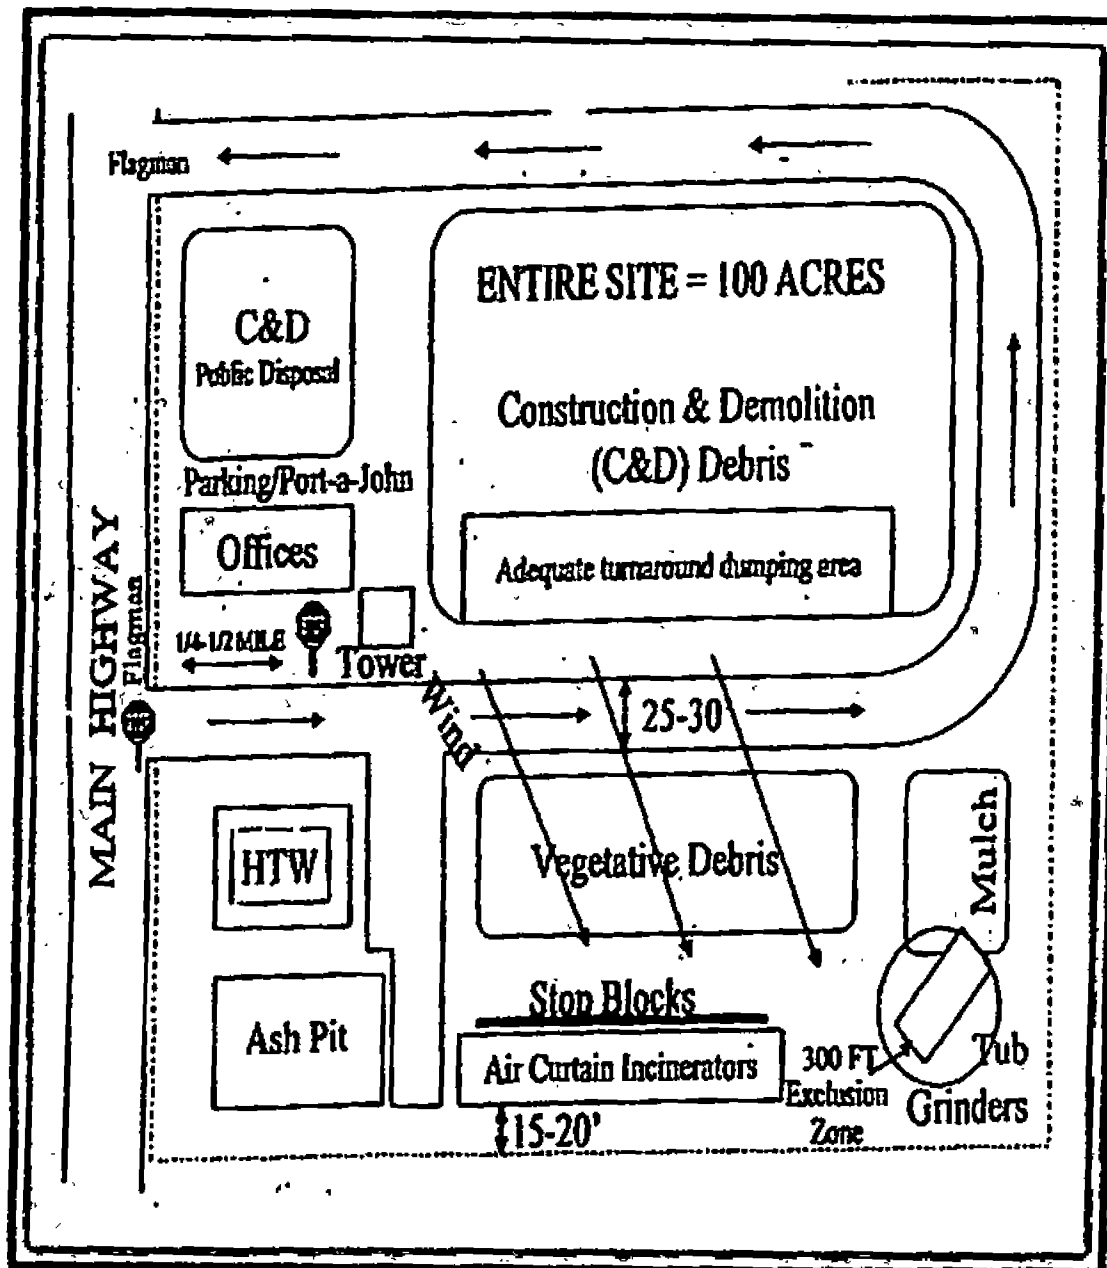 Flagman
ENTIRE SITE = 100 ACRES
C&D
Public Disposal
Construction & Demolition
(C&D) Debris
Parking/Port-a-John
Offices
Adequate turnaround dumping area
MAIN HIGHWAY
Flagman
1/4-1/2 MILE
Tower
Wind
25-30
HTW
Vegetative Debris
Mulch
Stop Blocks
Ash Pit
Air Curtain Incinerators
300 FT
Exclusion
Zone
Tub
Grinders
15-20'